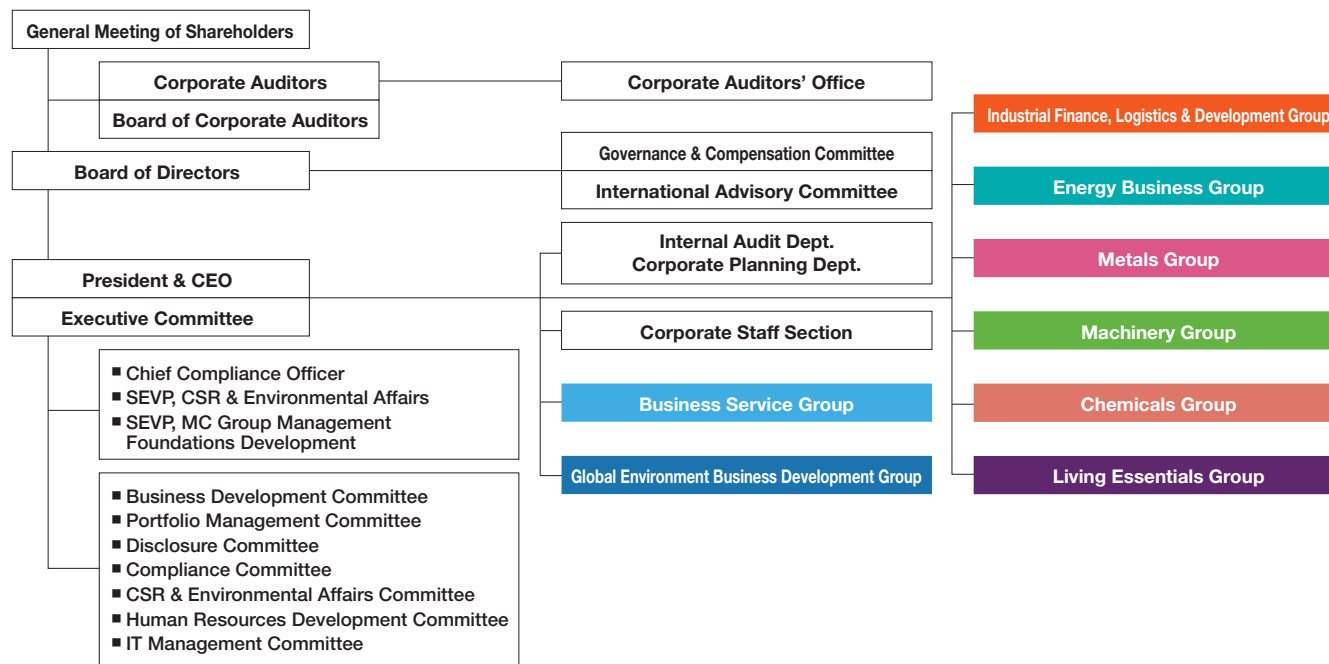 General Meeting of Shareholders
Corporate Auditors
Board of Corporate Auditors
Corporate Auditors’ Office
Board of Directors
Governance & Compensation Committee
International Advisory Committee
President & CEO
Executive Committee
Internal Audit Dept.
Corporate Planning Dept.
Corporate Staff Section
Business Service Group
Global Environment Business Development Group
■ Chief Compliance Officer
■ SEVP, CSR & Environmental Affairs
■ SEVP, MC Group Management
Foundations Development
■ Business Development Committee
■ Portfolio Management Committee
■ Disclosure Committee
■ Compliance Committee
■ CSR & Environmental Affairs Committee
■ Human Resources Development Committee
■ IT Management Committee
Industrial Finance, Logistics & Development Group
Energy Business Group
Metals Group
Machinery Group
Chemicals Group
Living Essentials Group